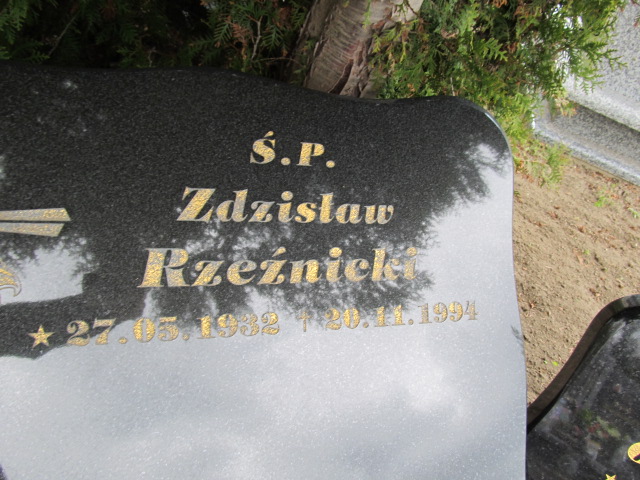 Ś.P.
Zdzisław
Rzeźnicki
27.05.1932 † 20.11.1994